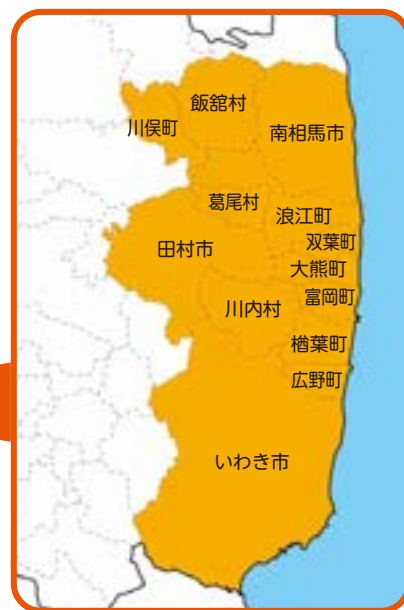 飯舘村
川俣町
南相馬市
葛尾村
浪江町
双葉町
田村市
大熊町
富岡町
川内村
楢葉町
広野町
いわき市